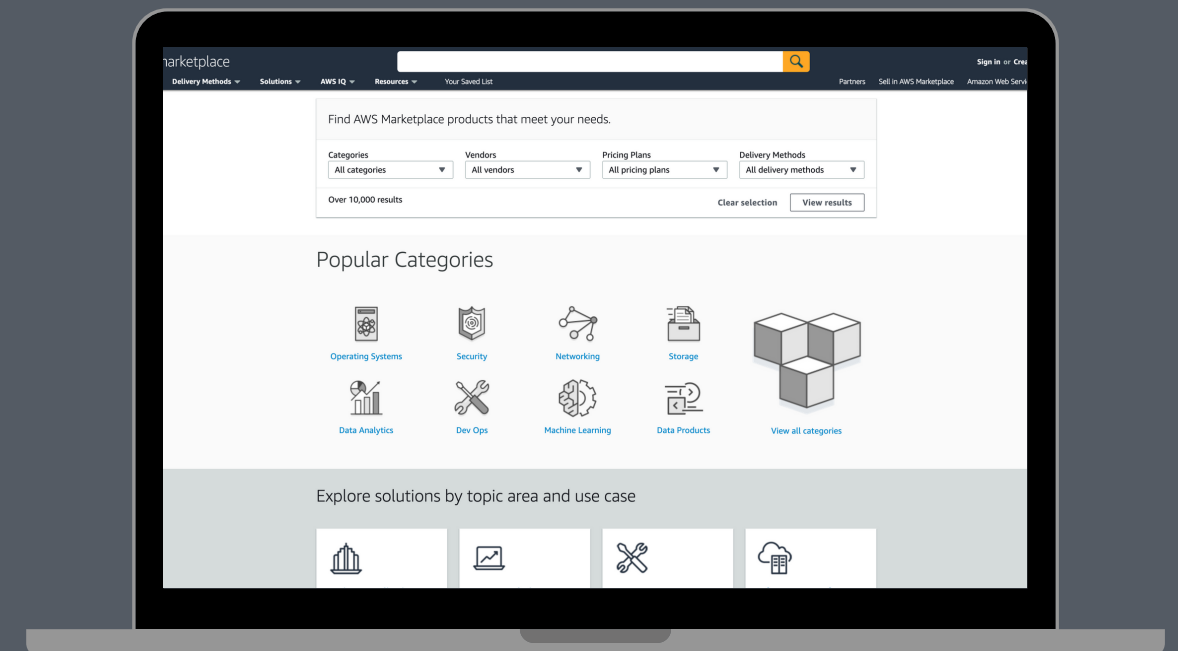 arketplace
Sign in or Crea
Delivery Methods Solutions AWS IQ Resources Your Saved List Partners Sell in AWS Marketplace Amazon Web Servi
Find AWS Marketplace products that meet your needs.
Categories Vendors Pricing Plans Delivery Methods
All categories All vendors All pricing plans All delivery methods
Over 10,000 results Clear selection View results
Popular Categories
Operating Systems Security Networking Storage
Data Analytics Dev Ops Machine Learning Data Products View all categories
Explore solutions by topic area and use case